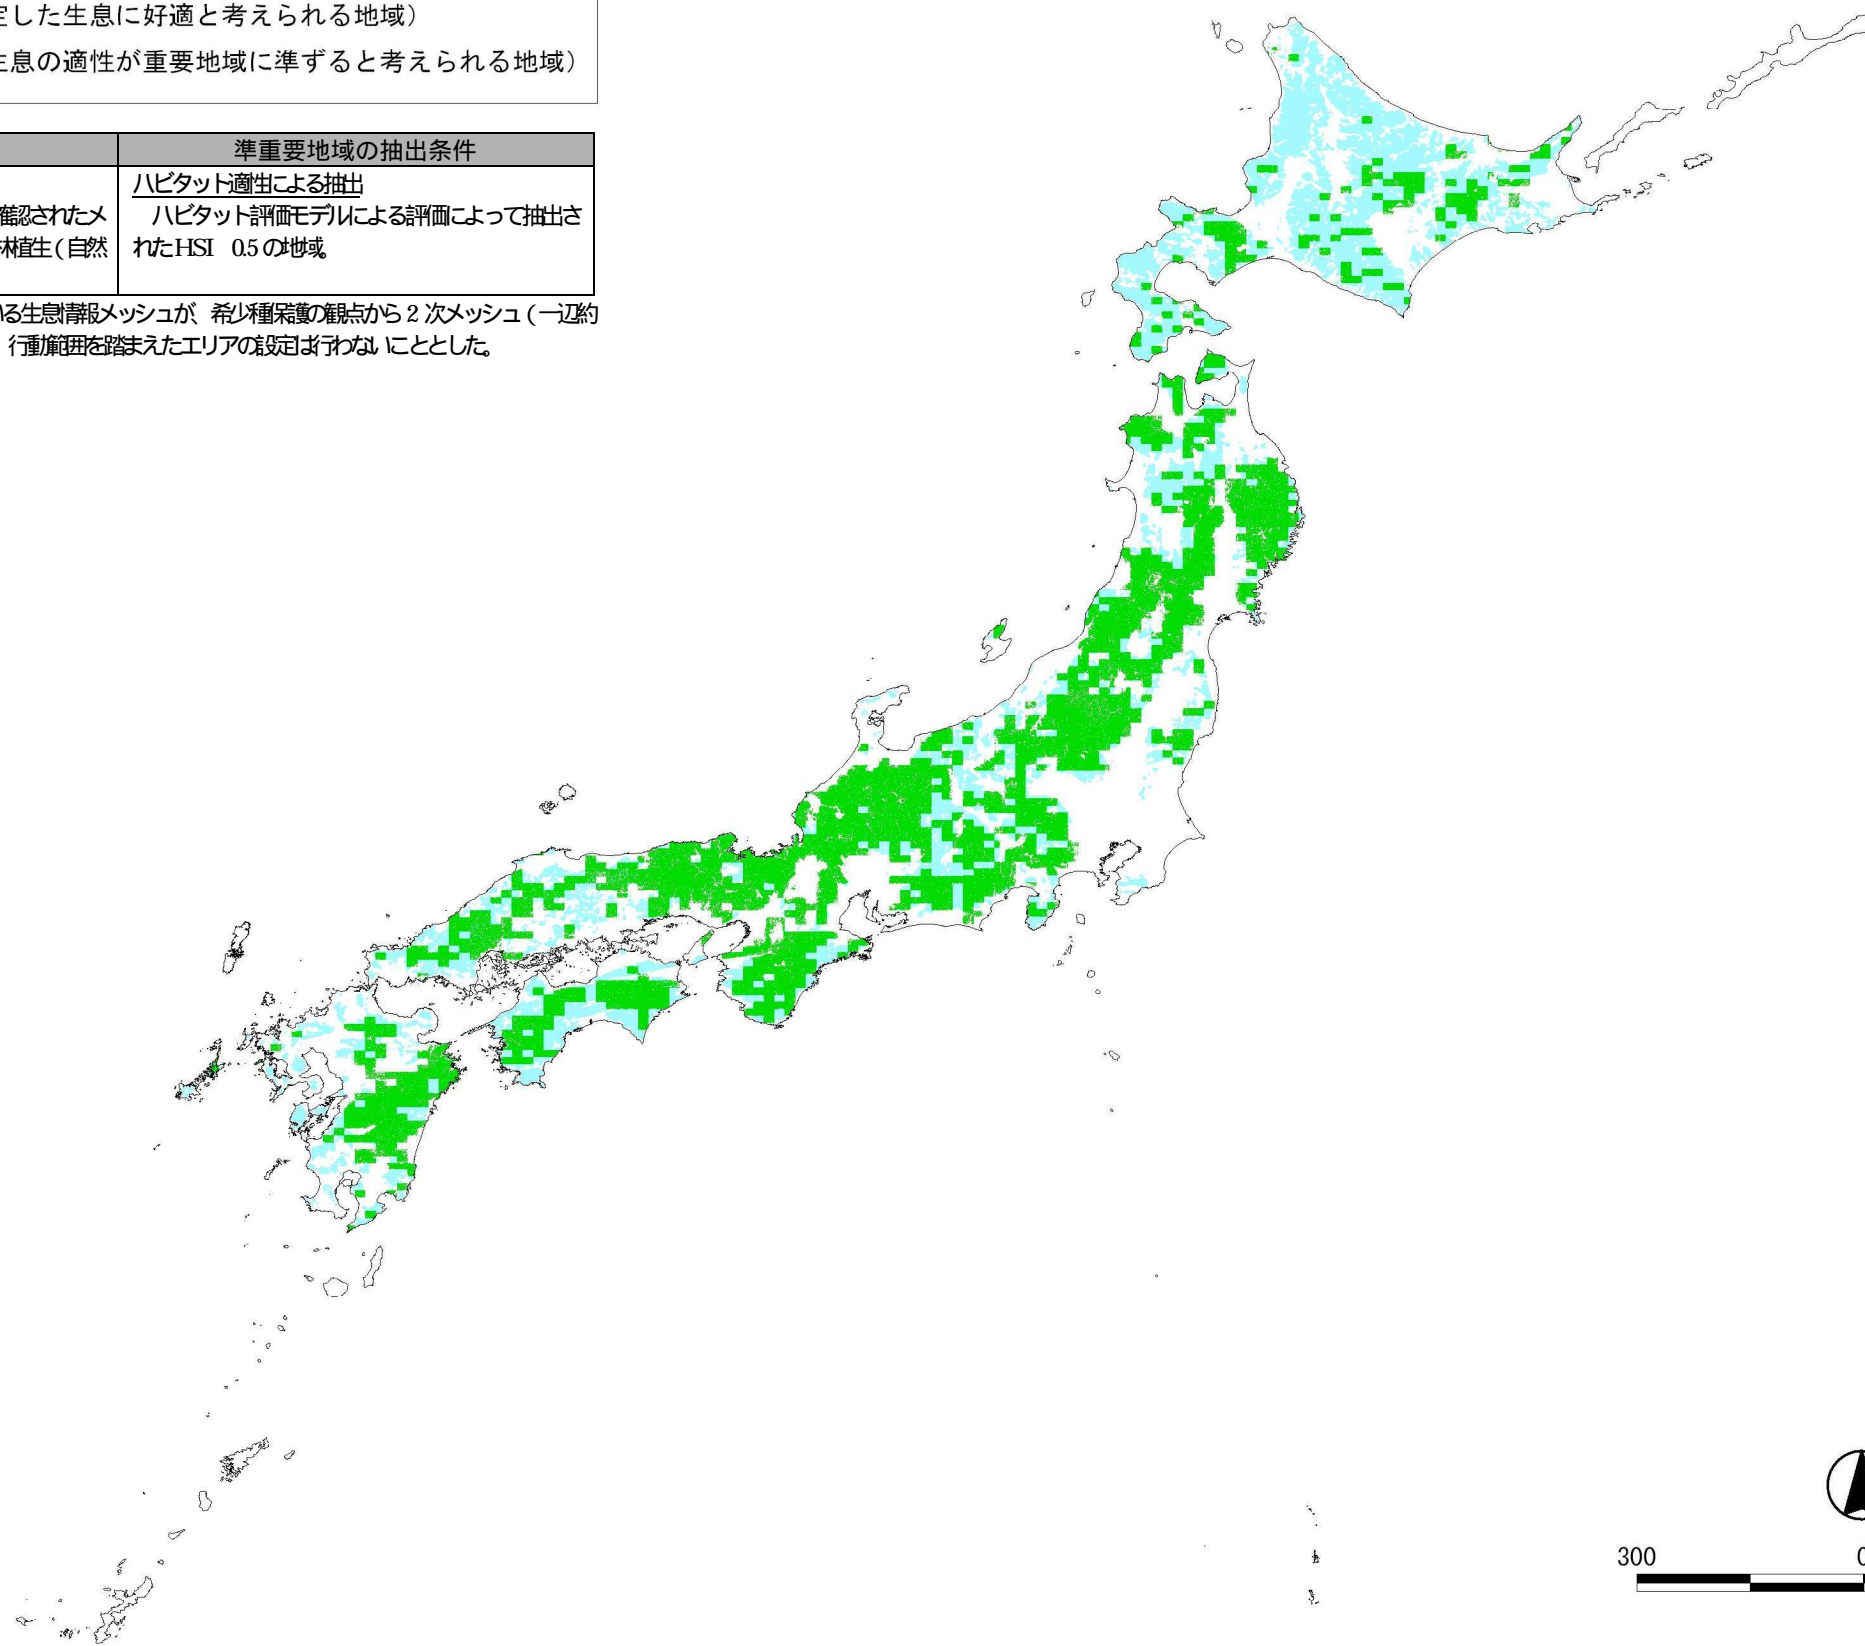 定した生息に好適と考えられる地域)
生息の適性が重要地域に準ずると考えられる地域)
準重要地域の抽出条件
ハビタット適性による抽出
確認されたメ
林植生(自然
ハビタット評価モデルによる評価によって抽出さ
れたHSI 0.5の地域。
いる生息情報メッシュが、希少種保護の観点から2次メッシュ(一辺約
行動範囲を踏まえたエリアの設定は行わないこととした。
300 0